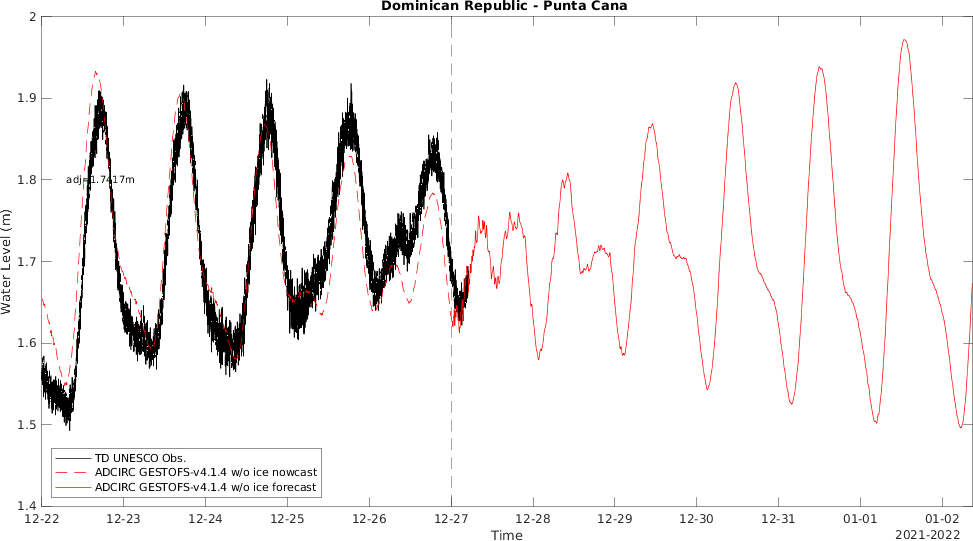 Dominican Republic - Punta Cana
2
1.9
1.8
1.7
1.6
1.5
1.4
Water Level (m)
adj=1.7417m
TD UNESCO Obs.
ADCIRC GESTOFS-v4.1.4 w/o ice nowcast
ADCIRC GESTOFS-v4.1.4 w/o ice forecast
12-22 12-23 12-24 12-25 12-26 12-27 12-28 12-29 12-30 12-31 01-01 01-02
Time
2021-2022